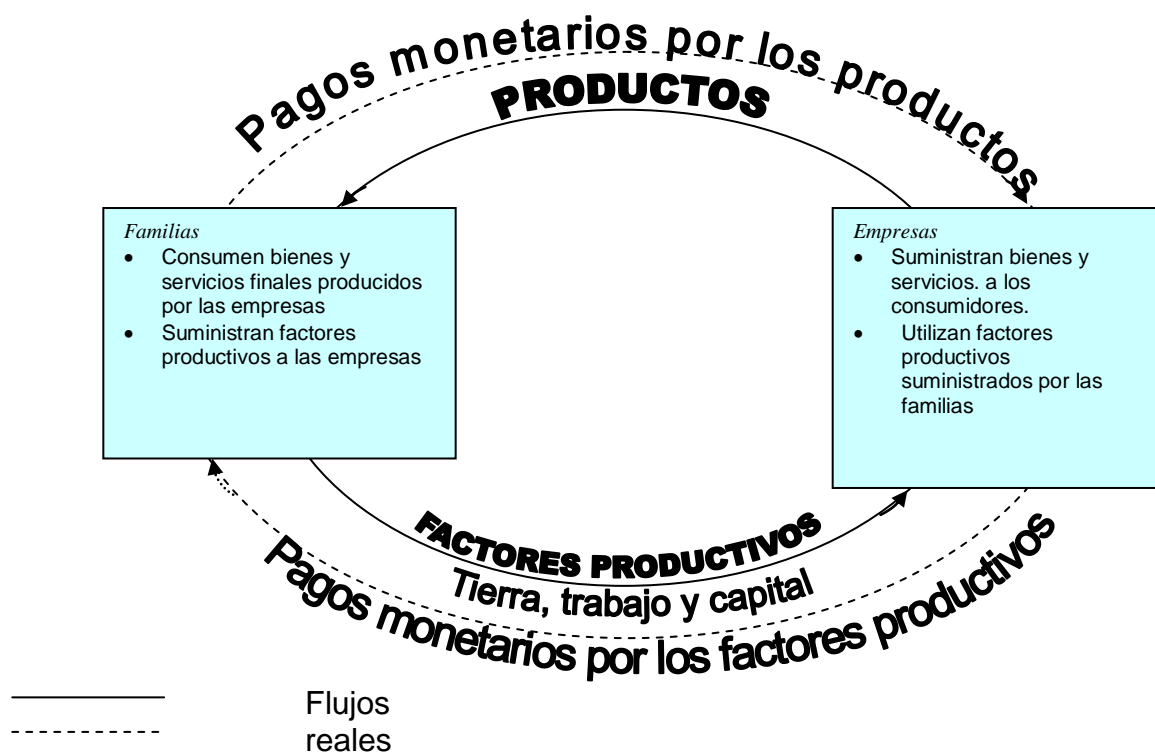 Pagos monetarios por los productos
PRODUCTOS
Familias
• Consumen bienes y
servicios finales producidos
por las empresas
• Suministran factores
productivos a las empresas
Empresas
• Suministran bienes y
servicios. a los
consumidores.
• Utilizan factores
productivos
suministrados por las
familias
FACTORES PRODUCTIVOS
Tierra, trabajo y capital
Pagos monetarios por los factores productivos
Flujos
reales